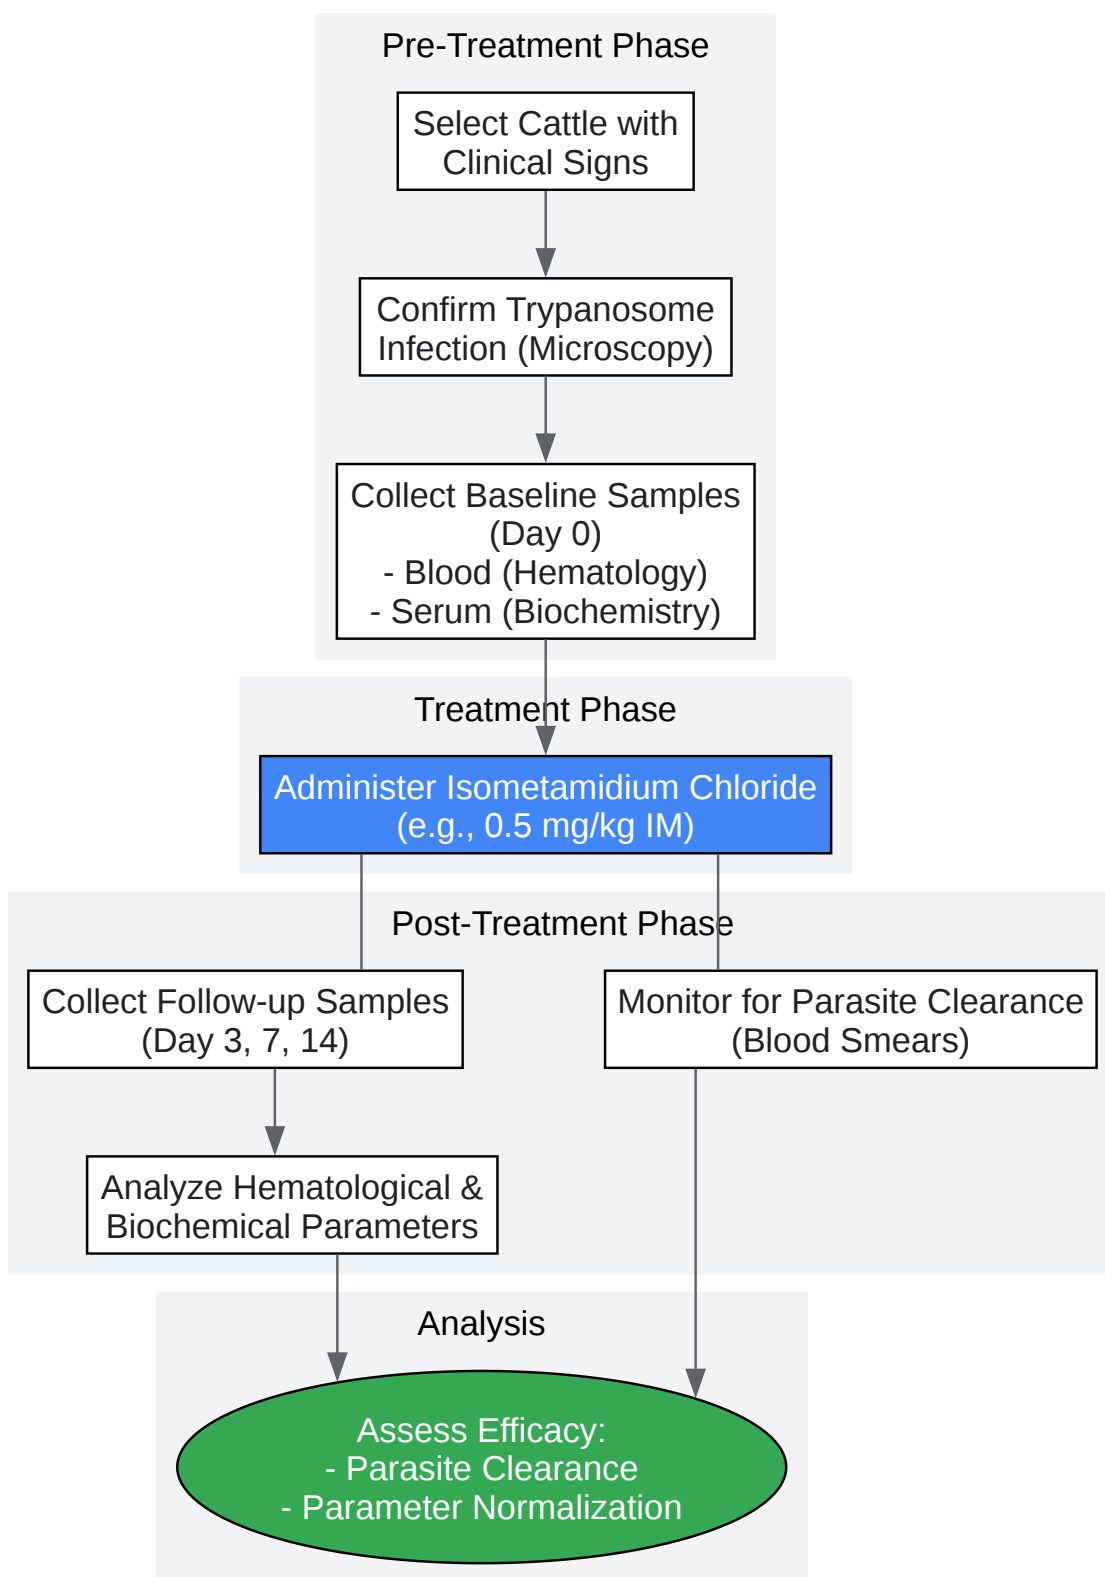 Pre-Treatment Phase
Select Cattle with
Clinical Signs
Confirm Trypanosome
Infection (Microscopy)
Collect Baseline Samples
(Day 0)
- Blood (Hematology)
- Serum (Biochemistry)
Treatment Phase
Administer Isometamidium Chloride
(e.g., 0.5 mg/kg IM)
Post-Treatment Phase
Collect Follow-up Samples
(Day 3, 7, 14)
Monitor for Parasite Clearance
(Blood Smears)
Analyze Hematological &
Biochemical Parameters
Analysis
Assess Efficacy:
- Parasite Clearance
- Parameter Normalization